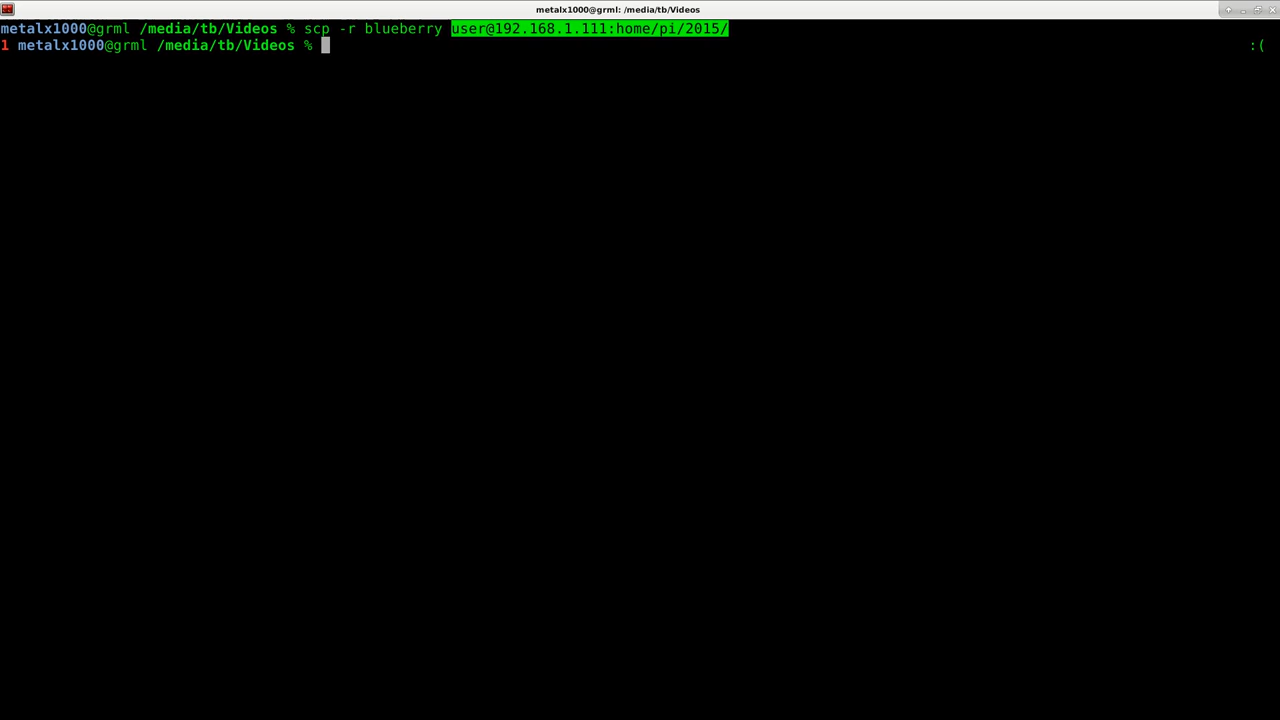 metalx1000@grml: /media/tb/Videos
metalx1000@grml /media/tb/Videos % scp -r blueberry user@192.168.1.111:home/pi/2015/
1 metalx1000@grml /media/tb/Videos % :(